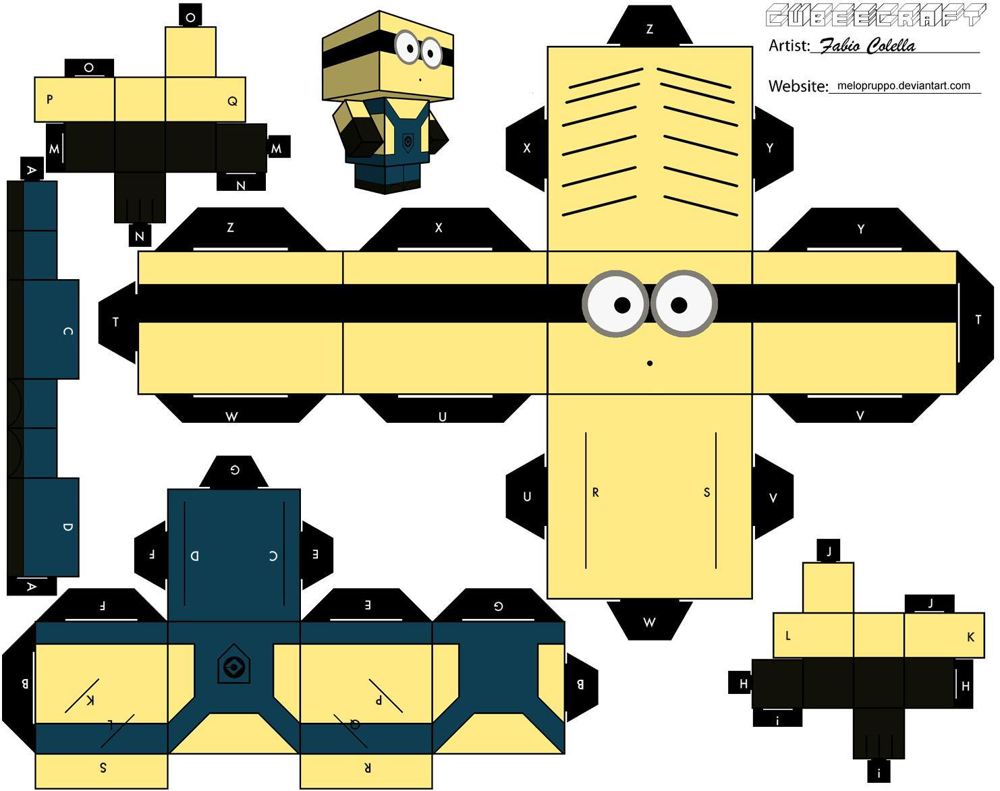 CUBEECRAFT
Artist: Fabio Colella
Website: melopruppo.deviantart.com
O
O
P
Q
M
M
N
N
A
C
D
A
Z
X
Y
Z
X
Y
T
T
W
U
V
R
S
U
V
W
G
F
D
C
E
F
E
G
B
B
K
L
P
Q
S
R
J
J
L
K
H
H
i
i